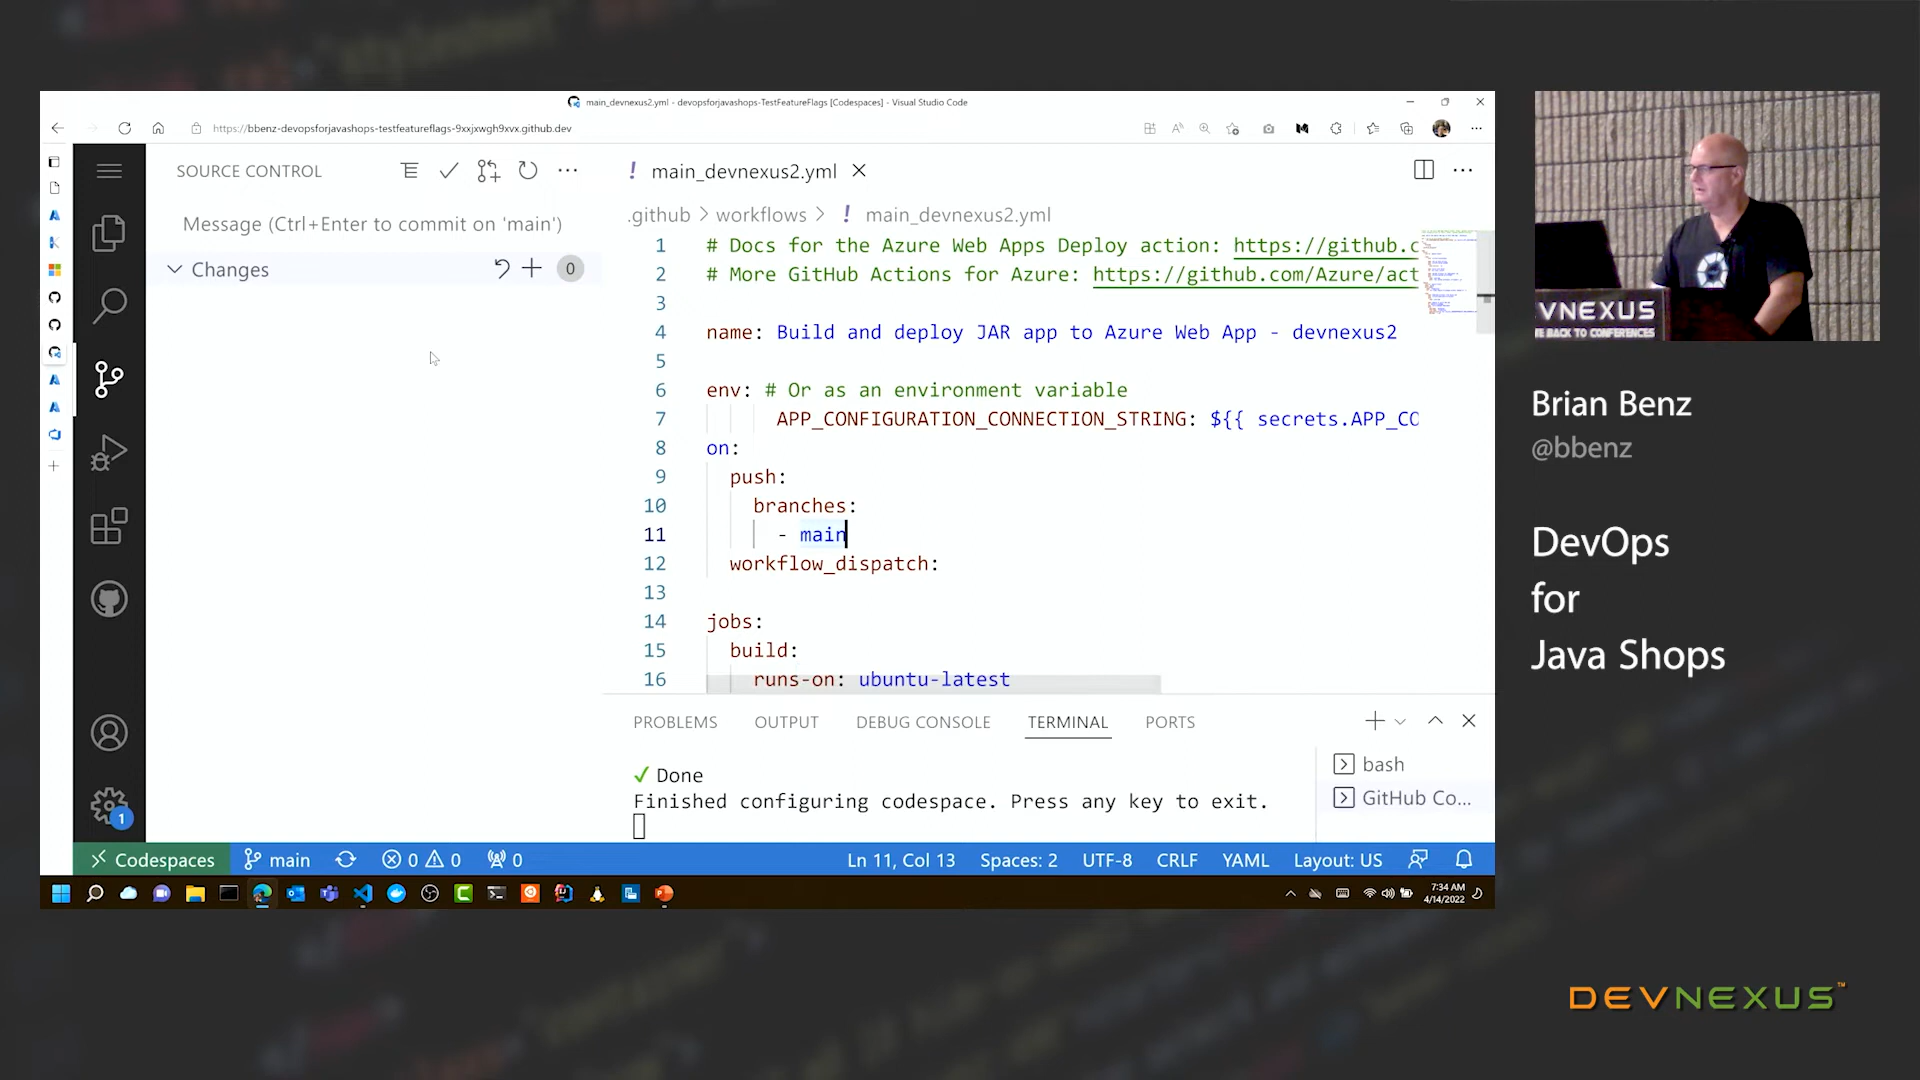 main_devnexus2.yml - devopsforjavashops-TestFeatureFlags [Codespaces] - Visual Studio Code
https://bbenz-devopsforjavashops-testfeatureflags-9xxjxwgh9xvx.github.dev
SOURCE CONTROL
Message (Ctrl+Enter to commit on 'main')
Changes
0
! main_devnexus2.yml
.github > workflows > ! main_devnexus2.yml
1 # Docs for the Azure Web Apps Deploy action: https://github.c
2 # More GitHub Actions for Azure: https://github.com/Azure/act
3
4 name: Build and deploy JAR app to Azure Web App - devnexus2
5
6 env: # Or as an environment variable
7 APP_CONFIGURATION_CONNECTION_STRING: ${{ secrets.APP_CO
8 on:
9 push:
10 branches:
11 - main
12 workflow_dispatch:
13
14 jobs:
15 build:
16 runs-on: ubuntu-latest
PROBLEMS OUTPUT DEBUG CONSOLE TERMINAL PORTS
✓ Done
Finished configuring codespace. Press any key to exit.
bash
GitHub Co...
1
Codespaces main 0 0 0 Ln 11, Col 13 Spaces: 2 UTF-8 CRLF YAML Layout: US
7:34 AM
4/14/2022
VNEXUS
ME BACK TO CONFERENCES
Brian Benz
@bbenz
DevOps
for
Java Shops
DEVNEXUS™